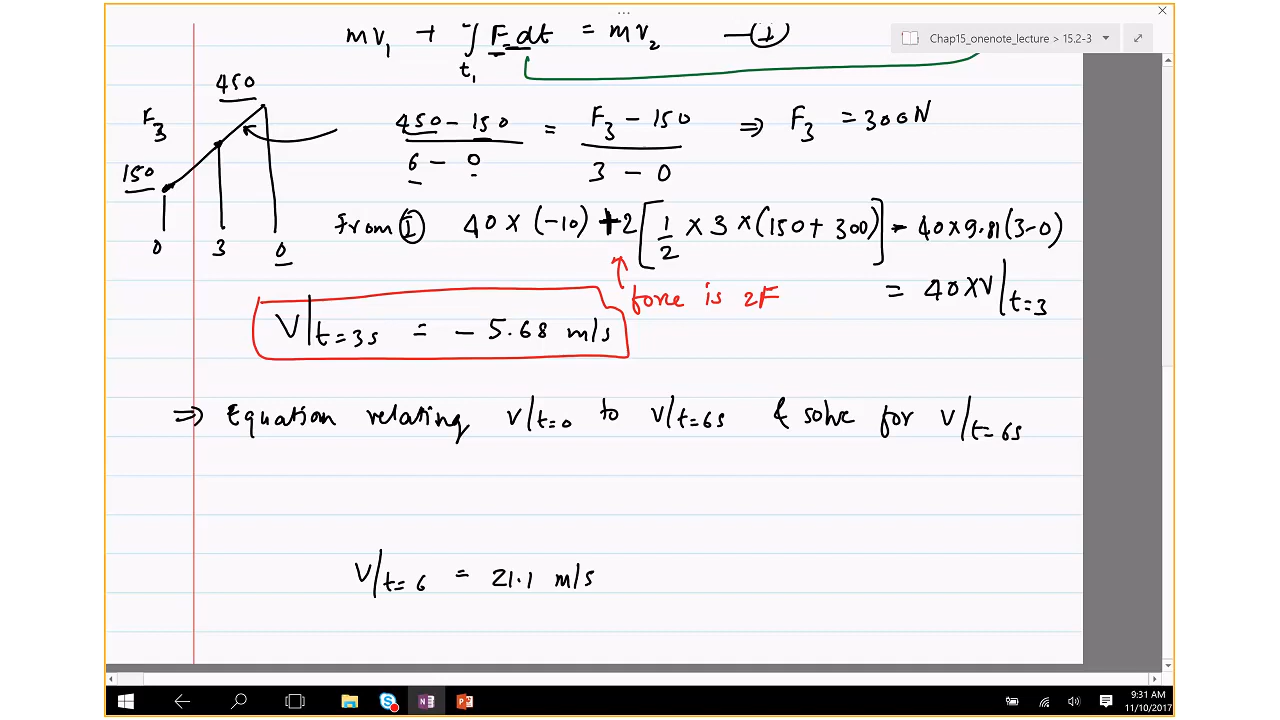 mv₁ + ∫ F dt = mv₂ — ①
t₁
Chap15_onenote_lecture > 15.2-3
450
F₃
150
0 3 0
(450 - 150)/(6 - 0) = (F₃ - 150)/(3 - 0) ⇒ F₃ = 300N
from ① 40 × (-10) + 2 [1/2 × 3 × (150 + 300)] - 40×9.81(3-0)
= 40 × V|t=3
force is 2F
V|t=3s = - 5.68 m/s
⇒ Equation relating V/t=0 to V/t=6s & solve for V/t=6s
V/t=6 = 21.1 m/s
9:31 AM
11/10/2017